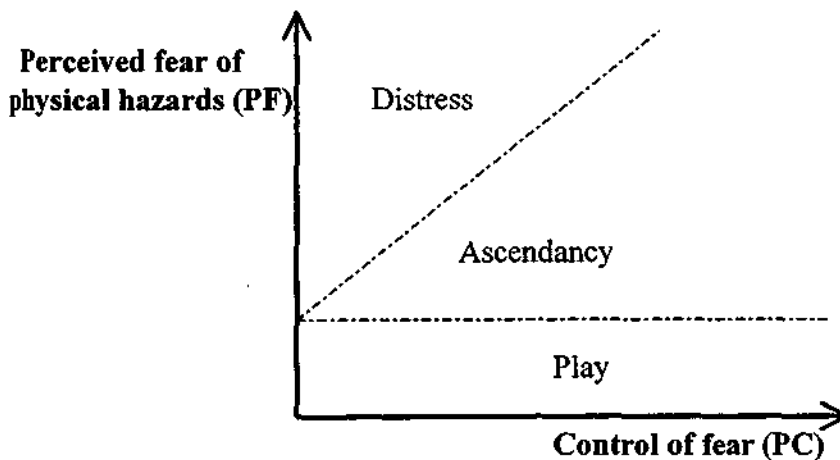 Perceived fear of
physical hazards (PF)
Distress
Ascendancy
Play
Control of fear (PC)